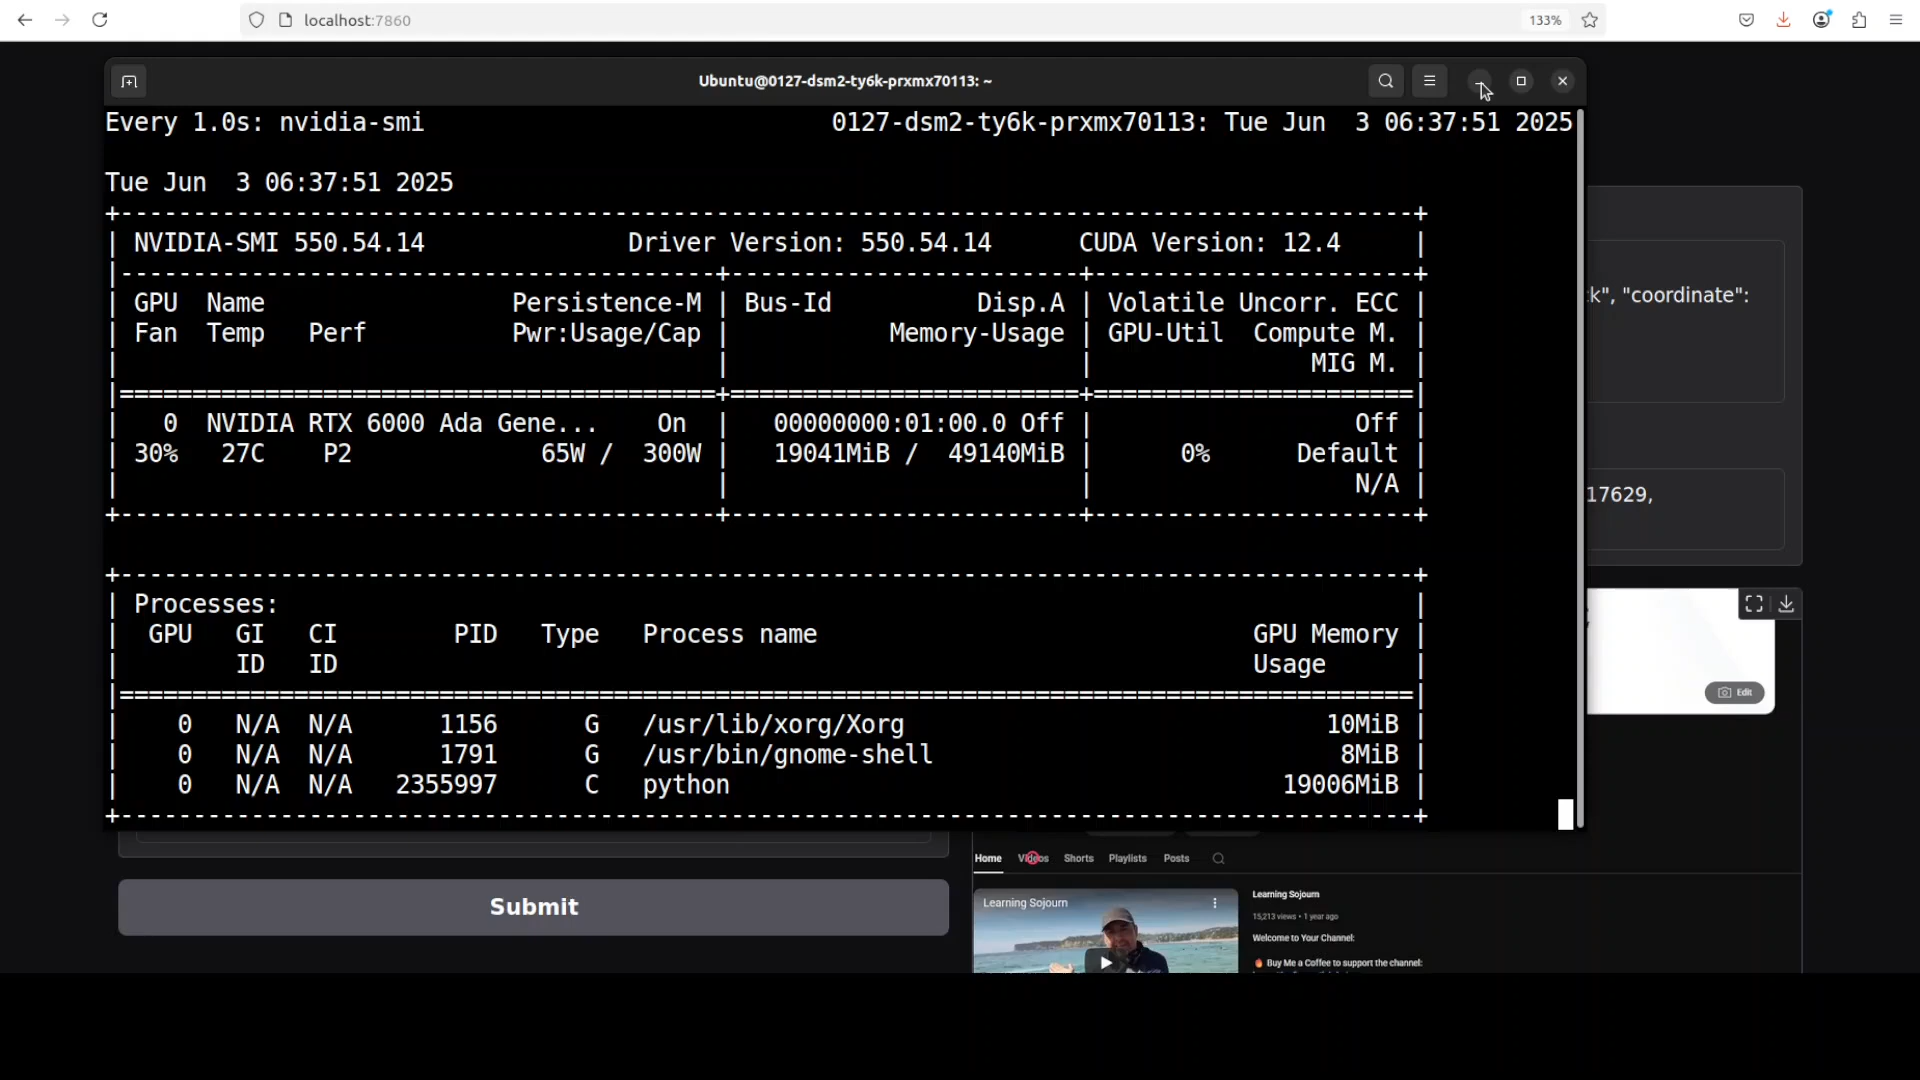 localhost:7860
133%
Ubuntu@0127-dsm2-ty6k-prxmx70113: ~
Every 1.0s: nvidia-smi 0127-dsm2-ty6k-prxmx70113: Tue Jun  3 06:37:51 2025
Tue Jun  3 06:37:51 2025
+-----------------------------------------------------------------------------------------+
| NVIDIA-SMI 550.54.14              Driver Version: 550.54.14      CUDA Version: 12.4     |
|-----------------------------------------+------------------------+----------------------+
| GPU  Name                 Persistence-M | Bus-Id          Disp.A | Volatile Uncorr. ECC |
| Fan  Temp   Perf          Pwr:Usage/Cap |           Memory-Usage | GPU-Util  Compute M. |
|                                         |                        |               MIG M. |
|=========================================+========================+======================|
|   0  NVIDIA RTX 6000 Ada Gene...    On  |   00000000:01:00.0 Off |                  Off |
| 30%   27C    P2             65W /  300W |   19041MiB /  49140MiB |      0%      Default |
|                                         |                        |                  N/A |
+-----------------------------------------+------------------------+----------------------+
+-----------------------------------------------------------------------------------------+
| Processes:                                                                              |
|  GPU   GI   CI        PID   Type   Process name                              GPU Memory |
|        ID   ID                                                               Usage      |
|=========================================================================================|
|    0   N/A  N/A      1156      G   /usr/lib/xorg/Xorg                             10MiB |
|    0   N/A  N/A      1791      G   /usr/bin/gnome-shell                            8MiB |
|    0   N/A  N/A   2355997      C   python                                      19006MiB |
+-----------------------------------------------------------------------------------------+
k", "coordinate":
17629,
Edit
Submit
Home Videos Shorts Playlists Posts
Learning Sojourn
Learning Sojourn
15,213 views • 1 year ago
Welcome to Your Channel:
🔥 Buy Me a Coffee to support the channel: